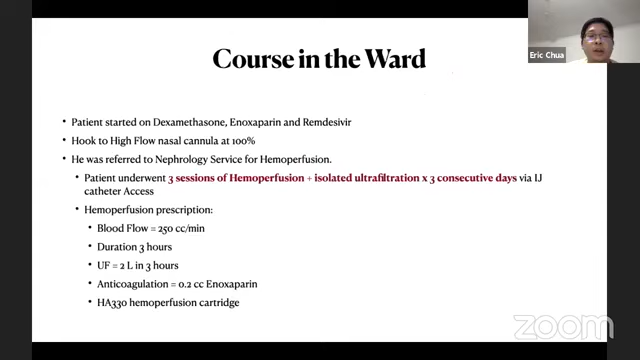 Eric Chua
Course in the Ward
• Patient started on Dexamethasone, Enoxaparin and Remdesivir
• Hook to High Flow nasal cannula at 100%
• He was referred to Nephrology Service for Hemoperfusion.
• Patient underwent 3 sessions of Hemoperfusion + isolated ultrafiltration x 3 consecutive days via IJ
catheter Access
• Hemoperfusion prescription:
• Blood Flow = 250 cc/min
• Duration 3 hours
• UF = 2 L in 3 hours
• Anticoagulation = 0.2 cc Enoxaparin
• HA330 hemoperfusion cartridge
zoom